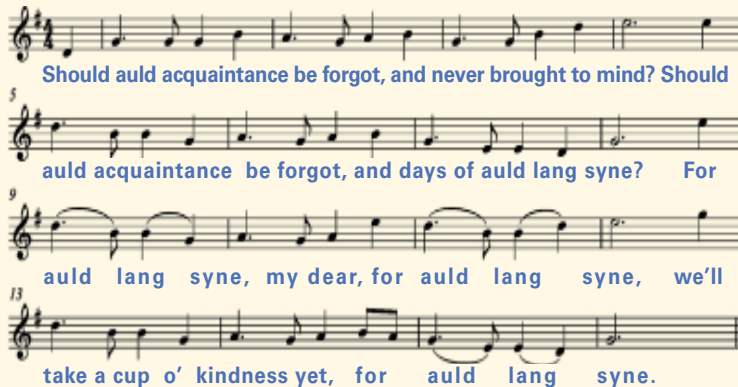 4
4
Should auld acquaintance be forgot, and never brought to mind? Should
5
auld acquaintance be forgot, and days of auld lang syne? For
9
auld lang syne, my dear, for auld lang syne, we'll
13
take a cup o' kindness yet, for auld lang syne.